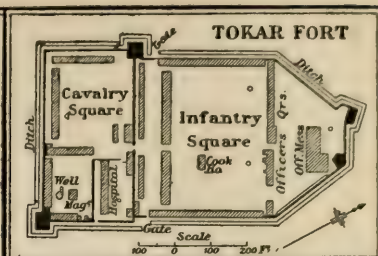 TOKAR FORT
Gate
Ditch
Cavalry
Square
Infantry
Square
Ditch
Officers Qrs.
Off. Mess
Cook
Ho.
Well
Magе.
Hospital
Gate
Scale
100 0 100 200 Ft